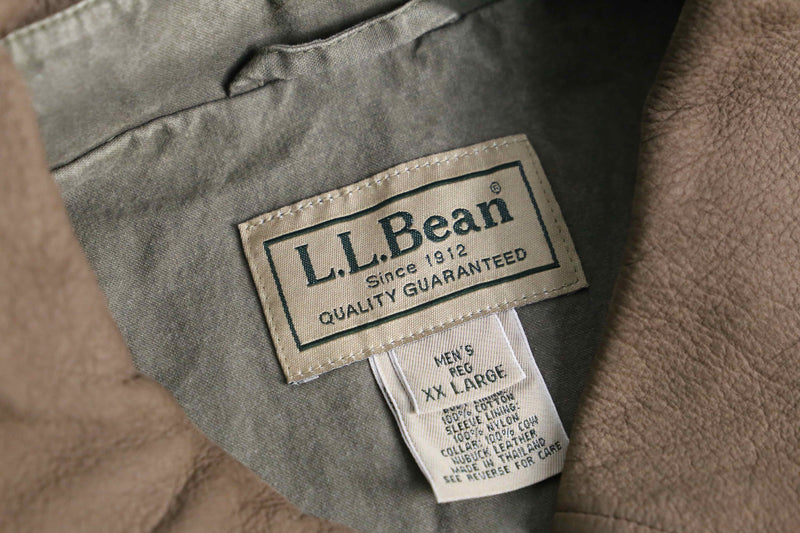 L.L.Bean®
Since 1912
QUALITY GUARANTEED
MEN'S
REG
XX LARGE
100% COTTON
SLEEVE LINING:
100% NYLON
COLLAR: 100% COW
NUBUCK LEATHER
MADE IN THAILAND
SEE REVERSE FOR CARE